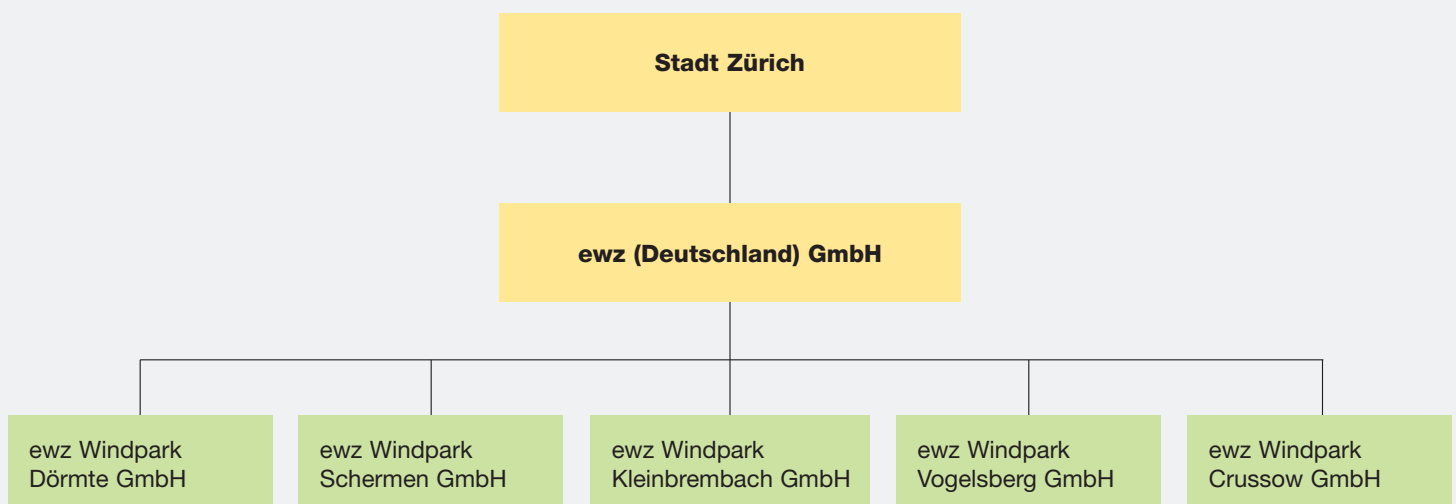 Stadt Zürich
ewz (Deutschland) GmbH
ewz Windpark
Dörmte GmbH
ewz Windpark
Schermen GmbH
ewz Windpark
Kleinbrembach GmbH
ewz Windpark
Vogelsberg GmbH
ewz Windpark
Crussow GmbH